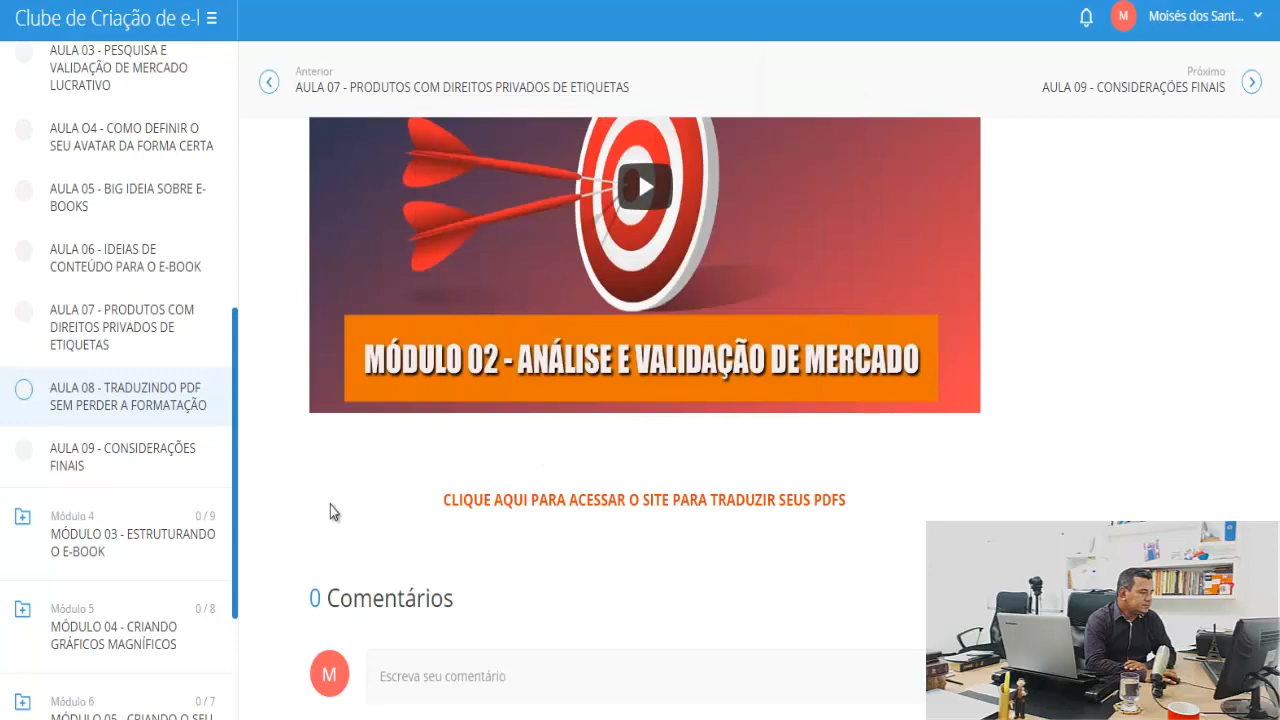 Clube de Criação de e-l
M
Moisés dos Sant...
AULA 03 - PESQUISA E
VALIDAÇÃO DE MERCADO
LUCRATIVO
AULA O4 - COMO DEFINIR O
SEU AVATAR DA FORMA CERTA
AULA 05 - BIG IDEIA SOBRE E-
BOOKS
AULA 06 - IDEIAS DE
CONTEÚDO PARA O E-BOOK
AULA 07 - PRODUTOS COM
DIREITOS PRIVADOS DE
ETIQUETAS
AULA 08 - TRADUZINDO PDF
SEM PERDER A FORMATAÇÃO
AULA 09 - CONSIDERAÇÕES
FINAIS
Módulo 4
0 / 9
MÓDULO 03 - ESTRUTURANDO
O E-BOOK
Módulo 5
0 / 8
MÓDULO 04 - CRIANDO
GRÁFICOS MAGNÍFICOS
Módulo 6
0 / 7
MÓDULO 05 - CRIANDO O SEU
Anterior
AULA 07 - PRODUTOS COM DIREITOS PRIVADOS DE ETIQUETAS
Próximo
AULA 09 - CONSIDERAÇÕES FINAIS
MÓDULO 02 - ANÁLISE E VALIDAÇÃO DE MERCADO
CLIQUE AQUI PARA ACESSAR O SITE PARA TRADUZIR SEUS PDFS
0 Comentários
M
Escreva seu comentário